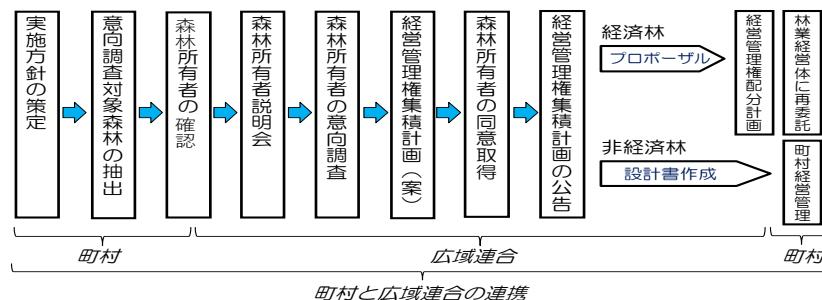 実施方針の策定
意向調査対象森林の抽出
森林所有者の確認
森林所有者説明会
森林所有者の意向調査
経営管理権集積計画（案）
森林所有者の同意取得
経営管理権集積計画の公告
経済林
プロポーザル
経営管理権配分計画
林業経営体に再委託
非経済林
設計書作成
町村経営管理
町村
広域連合
町村
町村と広域連合の連携